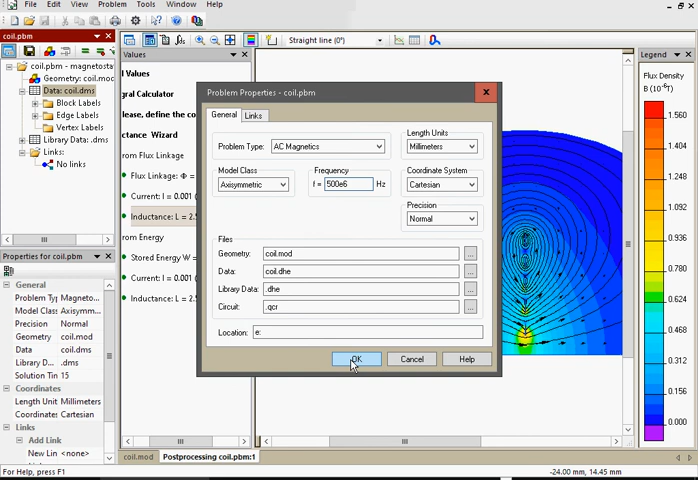 File Edit View Problem Tools Window Help
coil.pbm
Straight line (0°)
coil.pbm - magnetosta
Geometry: coil.mod
Data: coil.dms
Block Labels
Edge Labels
Vertex Labels
Library Data: .dms
Links:
No links
Properties for coil.pbm
General
Problem Typ Magneto...
Model Class Axisymm...
Precision Normal
Geometry coil.mod
Data coil.dms
Library D... .dms
Solution Tin 15
Coordinates
Length Unit Millimeters
Coordinate: Cartesian
Links
Add Link
New Lin <none>
Values
l Values
gral Calculator
lease, define the co
ctance Wizard
rom Flux Linkage
Flux Linkage: Φ =
Current: I = 0.001 (
Inductance: L = 2.5
rom Energy
Stored Energy W =
Current: I = 0.001 (
Inductance: L = 2.5
Problem Properties - coil.pbm
General Links
Problem Type: AC Magnetics
Length Units
Millimeters
Model Class
Axisymmetric
Frequency
f = 500e6 Hz
Coordinate System
Cartesian
Precision
Normal
Files
Geometry: coil.mod ...
Data: coil.dhe ...
Library Data: .dhe ...
Circuit: .qcr ...
Location: e:
OK Cancel Help
Legend
Flux Density
B (10⁻⁶T)
1.560
1.404
1.248
1.092
0.936
0.780
0.624
0.468
0.312
0.156
0.000
coil.mod Postprocessing coil.pbm:1
For Help, press F1
-24.00 mm, 14.45 mm